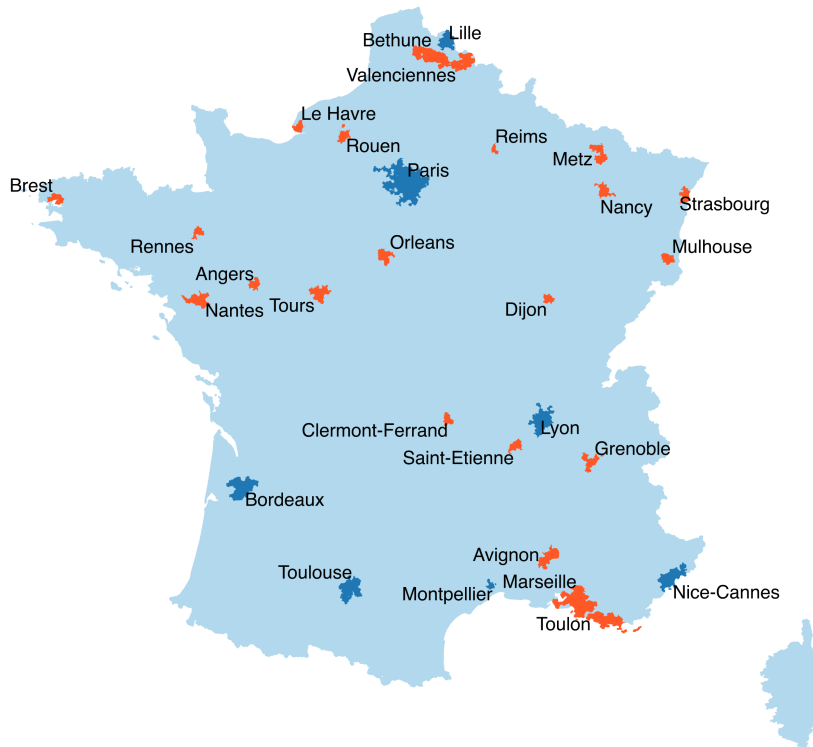 Lille
Bethune
Valenciennes
Le Havre
Rouen
Reims
Metz
Paris
Brest
Nancy
Strasbourg
Rennes
Orleans
Mulhouse
Angers
Nantes
Tours
Dijon
Clermont-Ferrand
Lyon
Saint-Etienne
Grenoble
Bordeaux
Avignon
Toulouse
Marseille
Montpellier
Nice-Cannes
Toulon